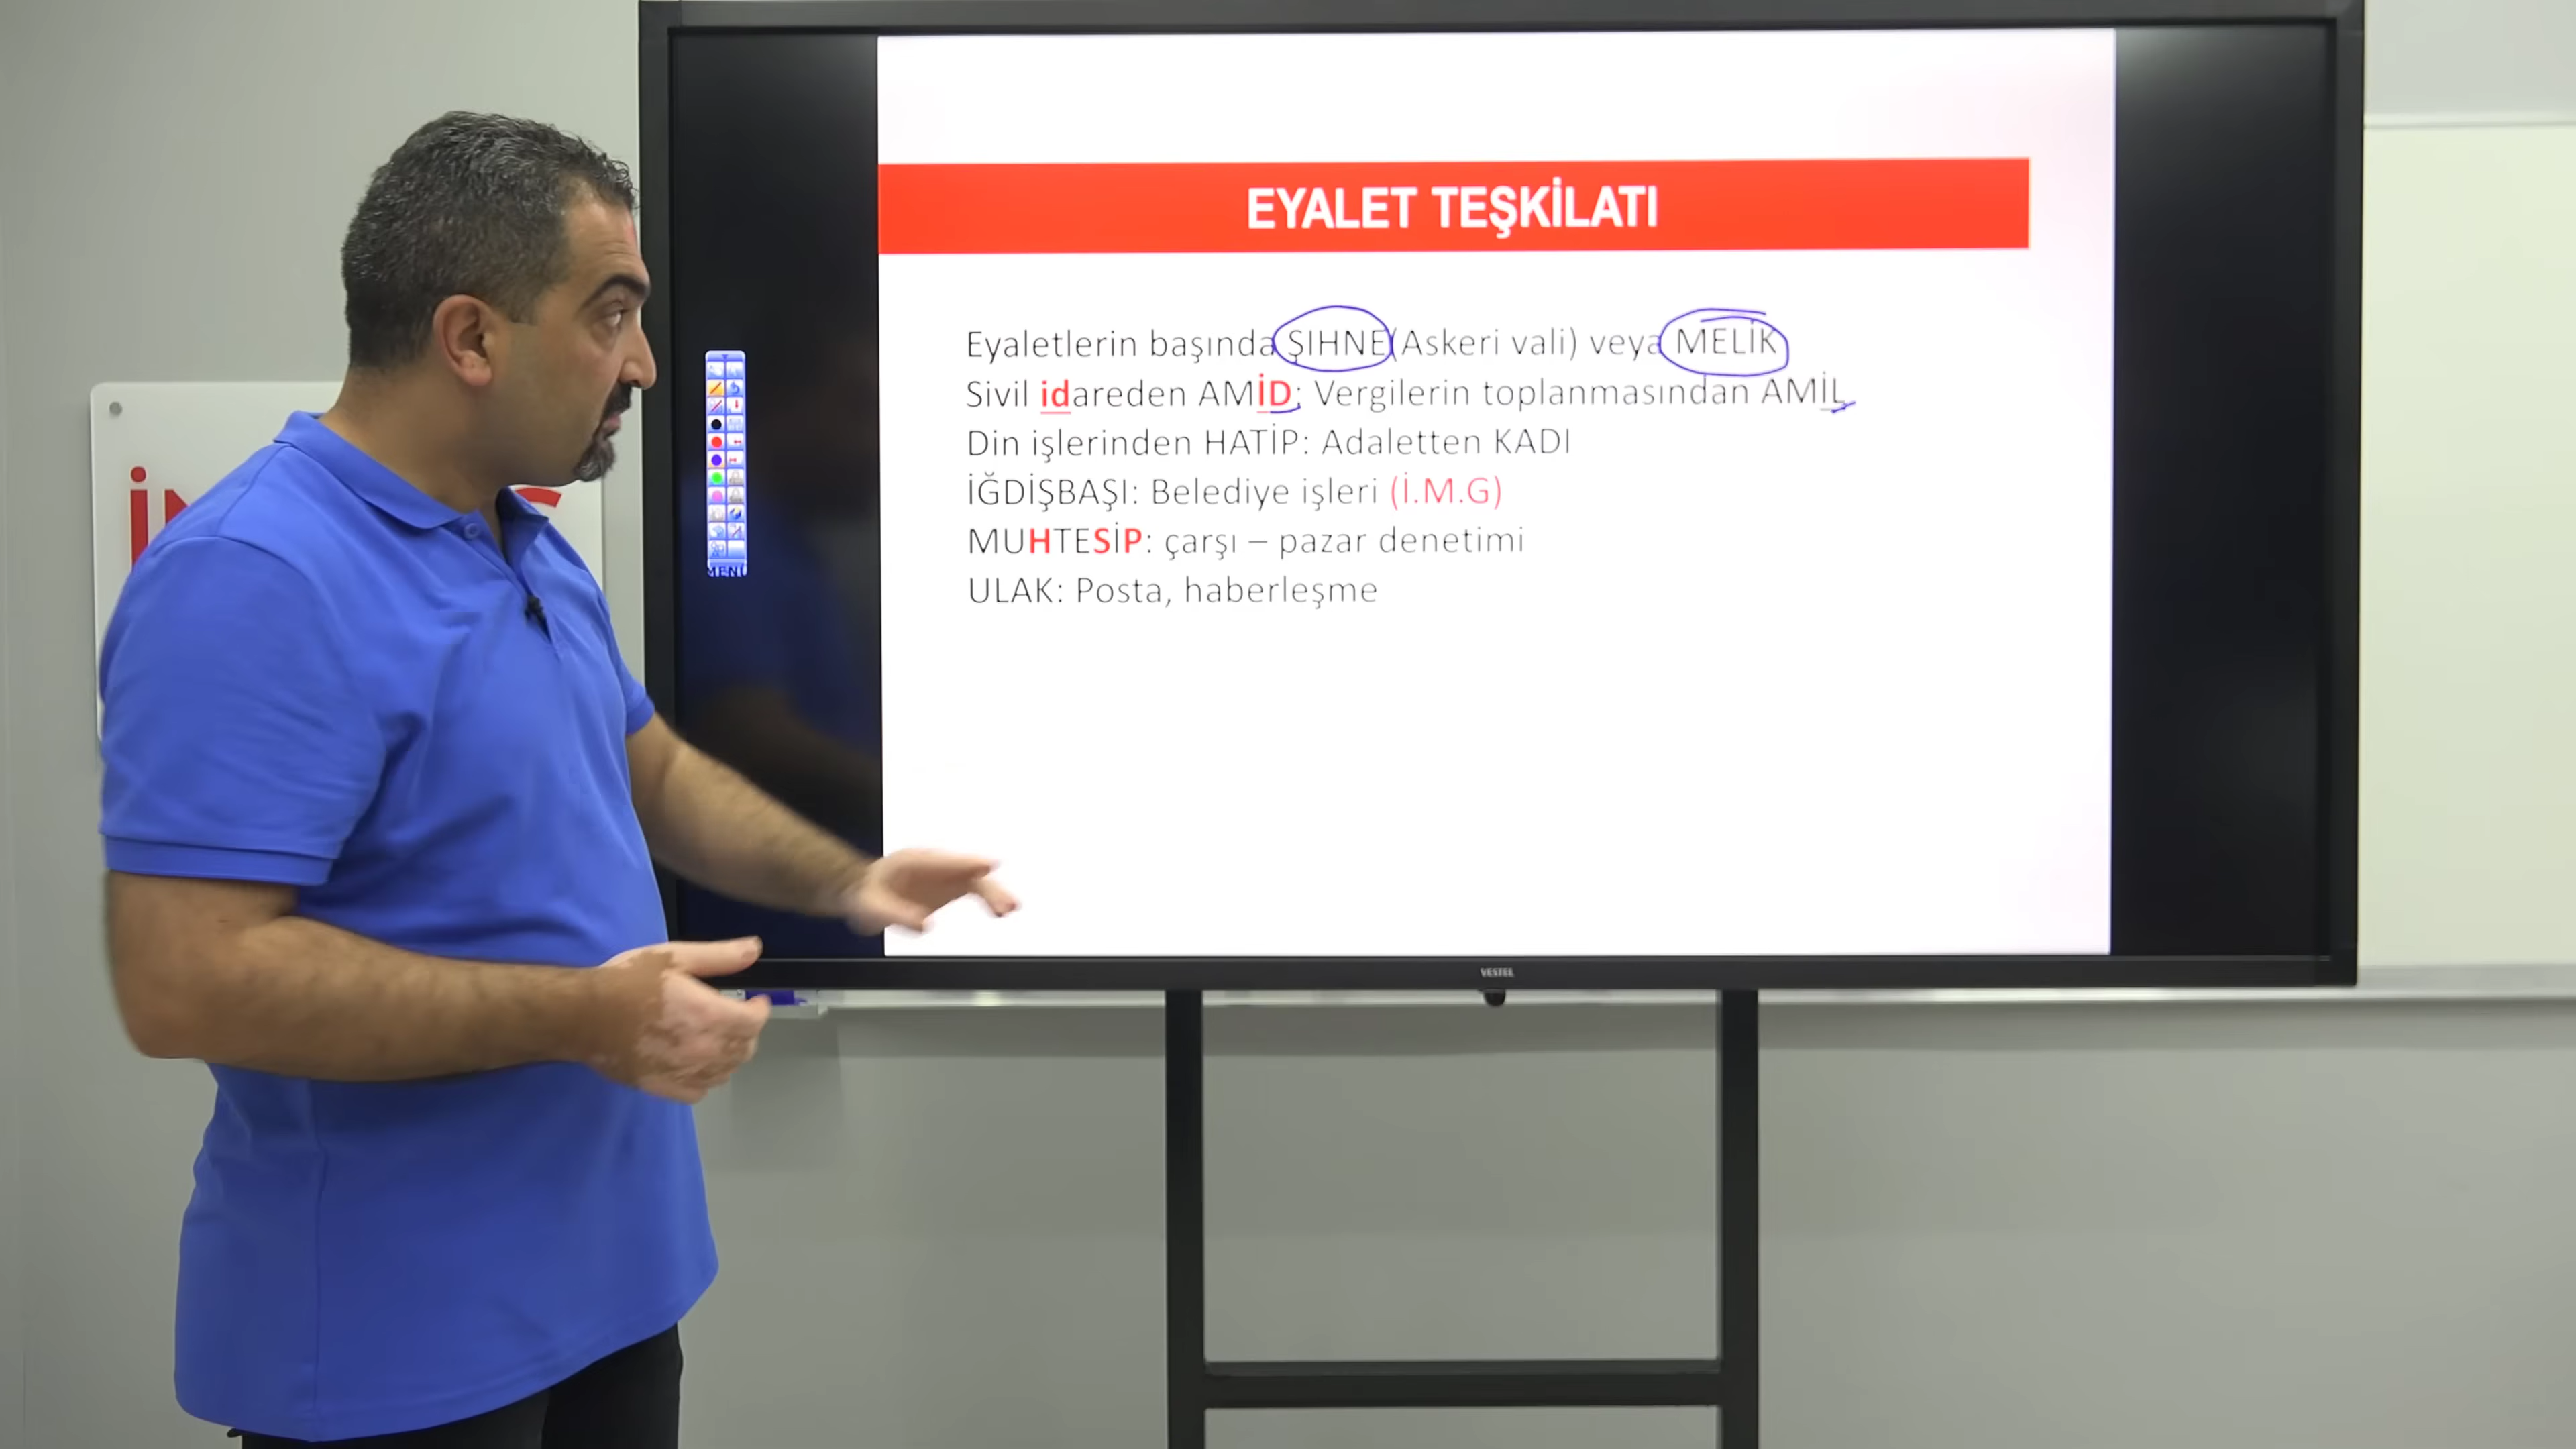 EYALET TEŞKİLATI
Eyaletlerin başında ŞIHNE(Askeri vali) veya MELİK
Sivil idareden AMİD; Vergilerin toplanmasından AMİL
Din işlerinden HATİP: Adaletten KADI
İĞDİŞBAŞI: Belediye işleri (İ.M.G)
MUHTESİP: çarşı – pazar denetimi
ULAK: Posta, haberleşme
MENU
VESTEL